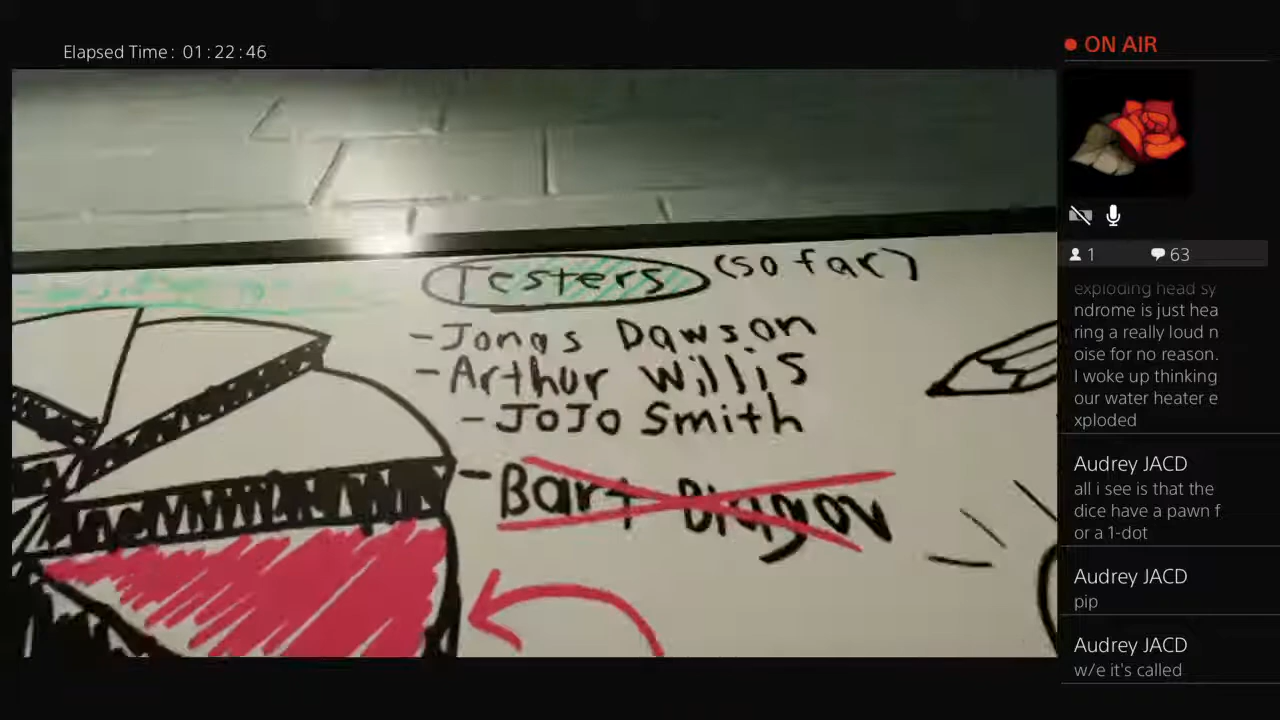 Elapsed Time: 01:22:46
ON AIR
1 63
Testers (so far)
-Jonas Dawson
-Arthur Willis
-JoJo Smith
-Bart
exploding head sy
ndrome is just hea
ring a really loud n
oise for no reason.
I woke up thinking
our water heater e
xploded
Audrey JACD
all i see is that the
dice have a pawn f
or a 1-dot
Audrey JACD
pip
Audrey JACD
w/e it's called